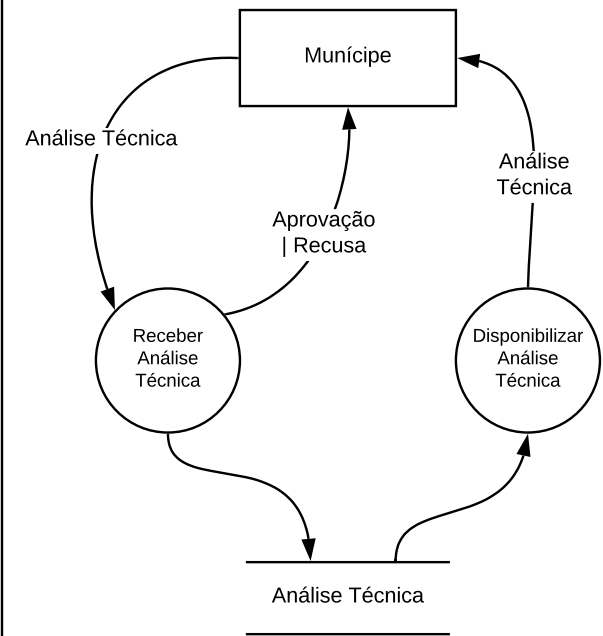 Munícipe
Análise Técnica
Análise
Técnica
Aprovação
| Recusa
Receber
Análise
Técnica
Disponibilizar
Análise
Técnica
Análise Técnica